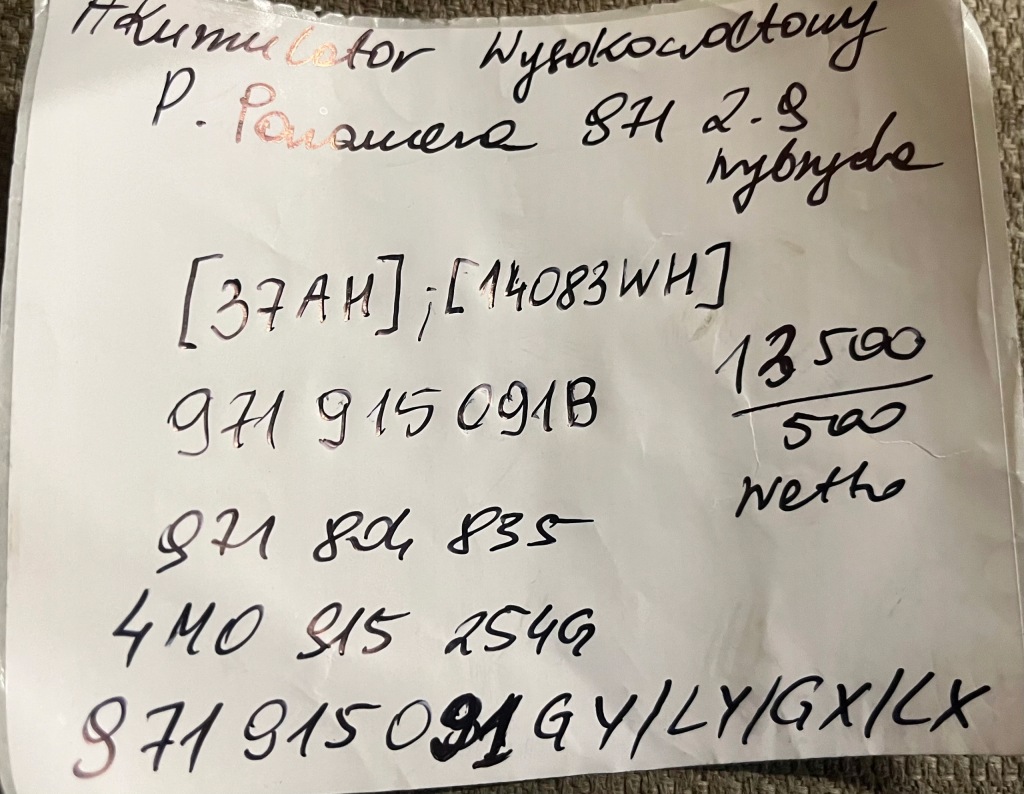 Akumulator Wysokowoltowy
P. Panamera 971 2.9
hybryda
[37AH]; [14083WH]
13500
971 915 091B
500
netto
971 804 835
4M0 915 254G
971 915 091 GY/LY/GX/LX